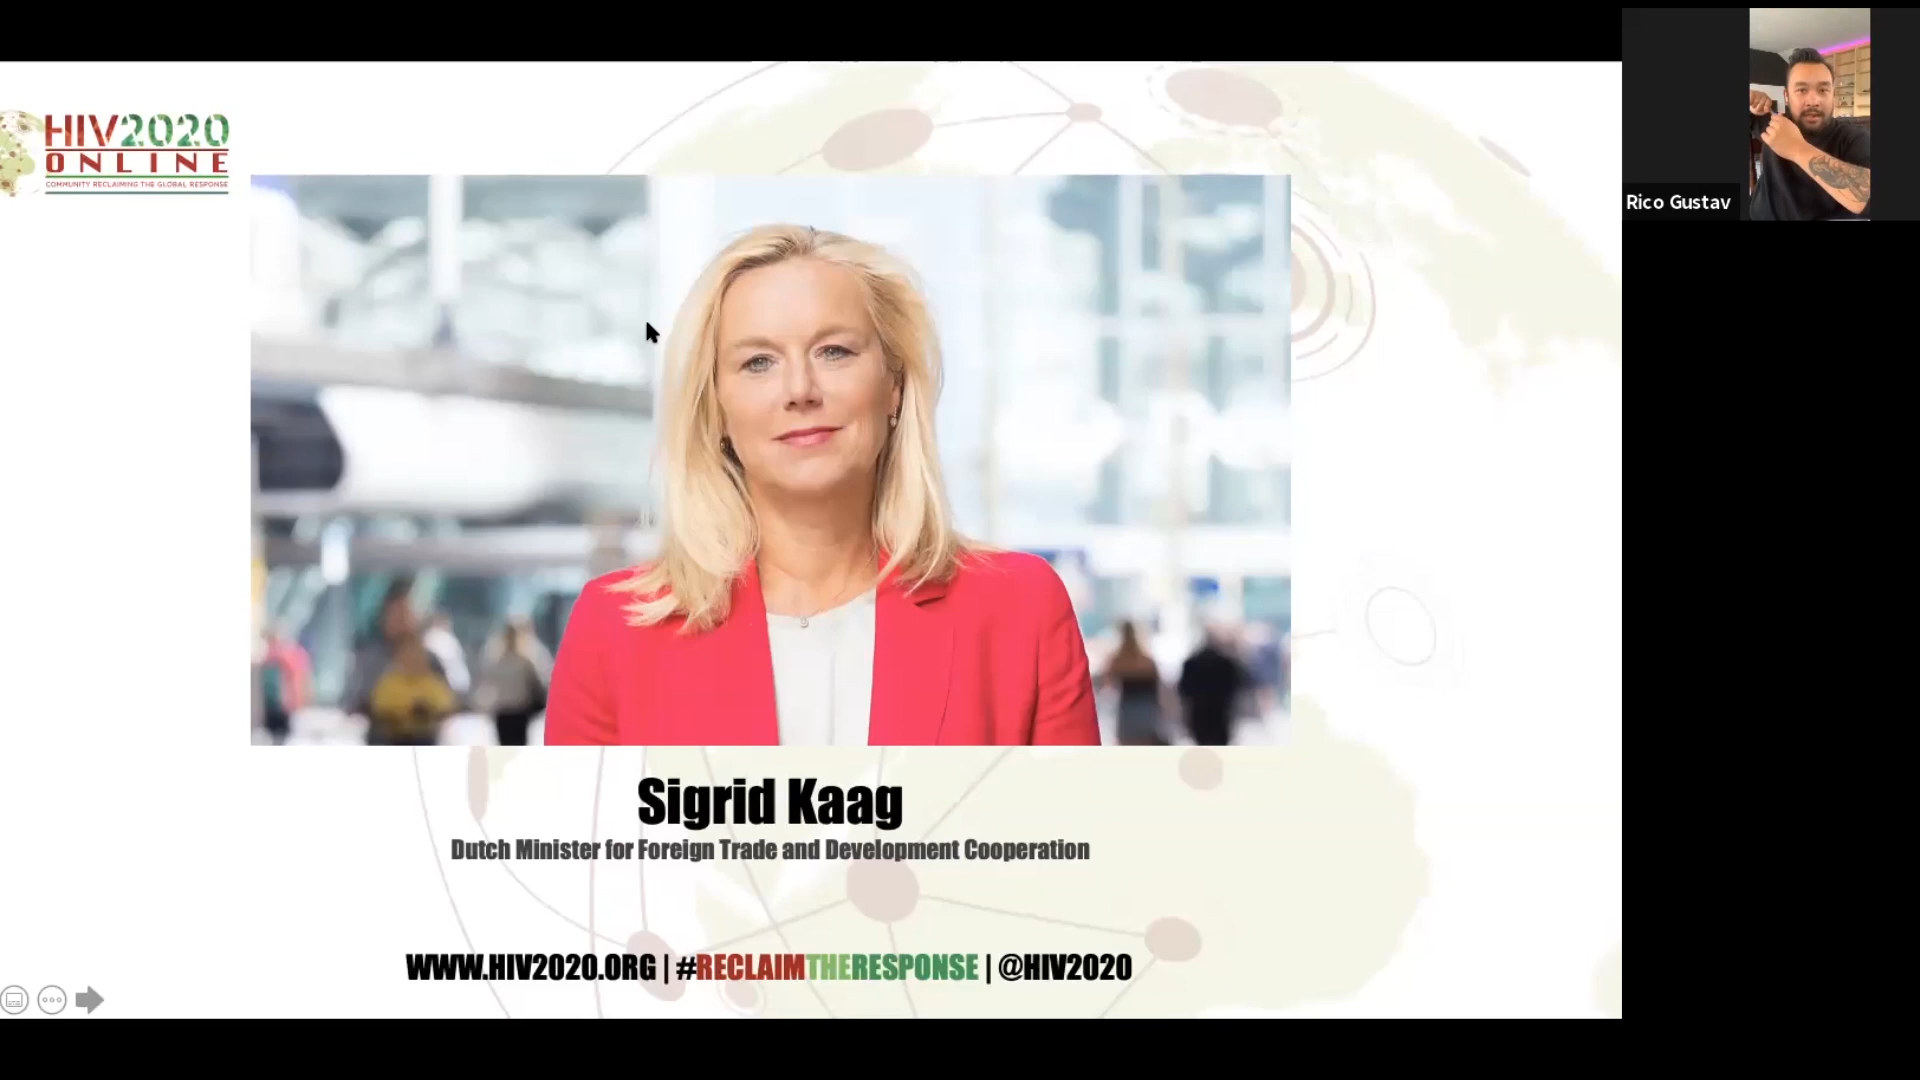 HIV2020
ONLINE
COMMUNITY RECLAIMING THE GLOBAL RESPONSE
Rico Gustav
Sigrid Kaag
Dutch Minister for Foreign Trade and Development Cooperation
WWW.HIV2020.ORG | #RECLAIMTHERESPONSE | @HIV2020